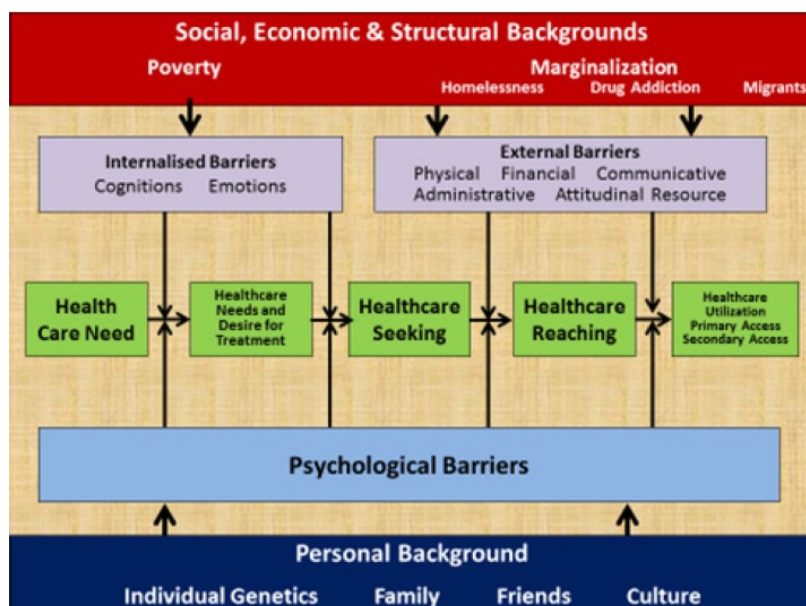 Social, Economic & Structural Backgrounds
Poverty
Marginalization
Homelessness Drug Addiction Migrants
Internalised Barriers
Cognitions Emotions
External Barriers
Physical Financial Communicative
Administrative Attitudinal Resource
Health
Care Need
Healthcare
Needs and
Desire for
Treatment
Healthcare
Seeking
Healthcare
Reaching
Healthcare
Utilization
Primary Access
Secondary Access
Psychological Barriers
Personal Background
Individual Genetics Family Friends Culture